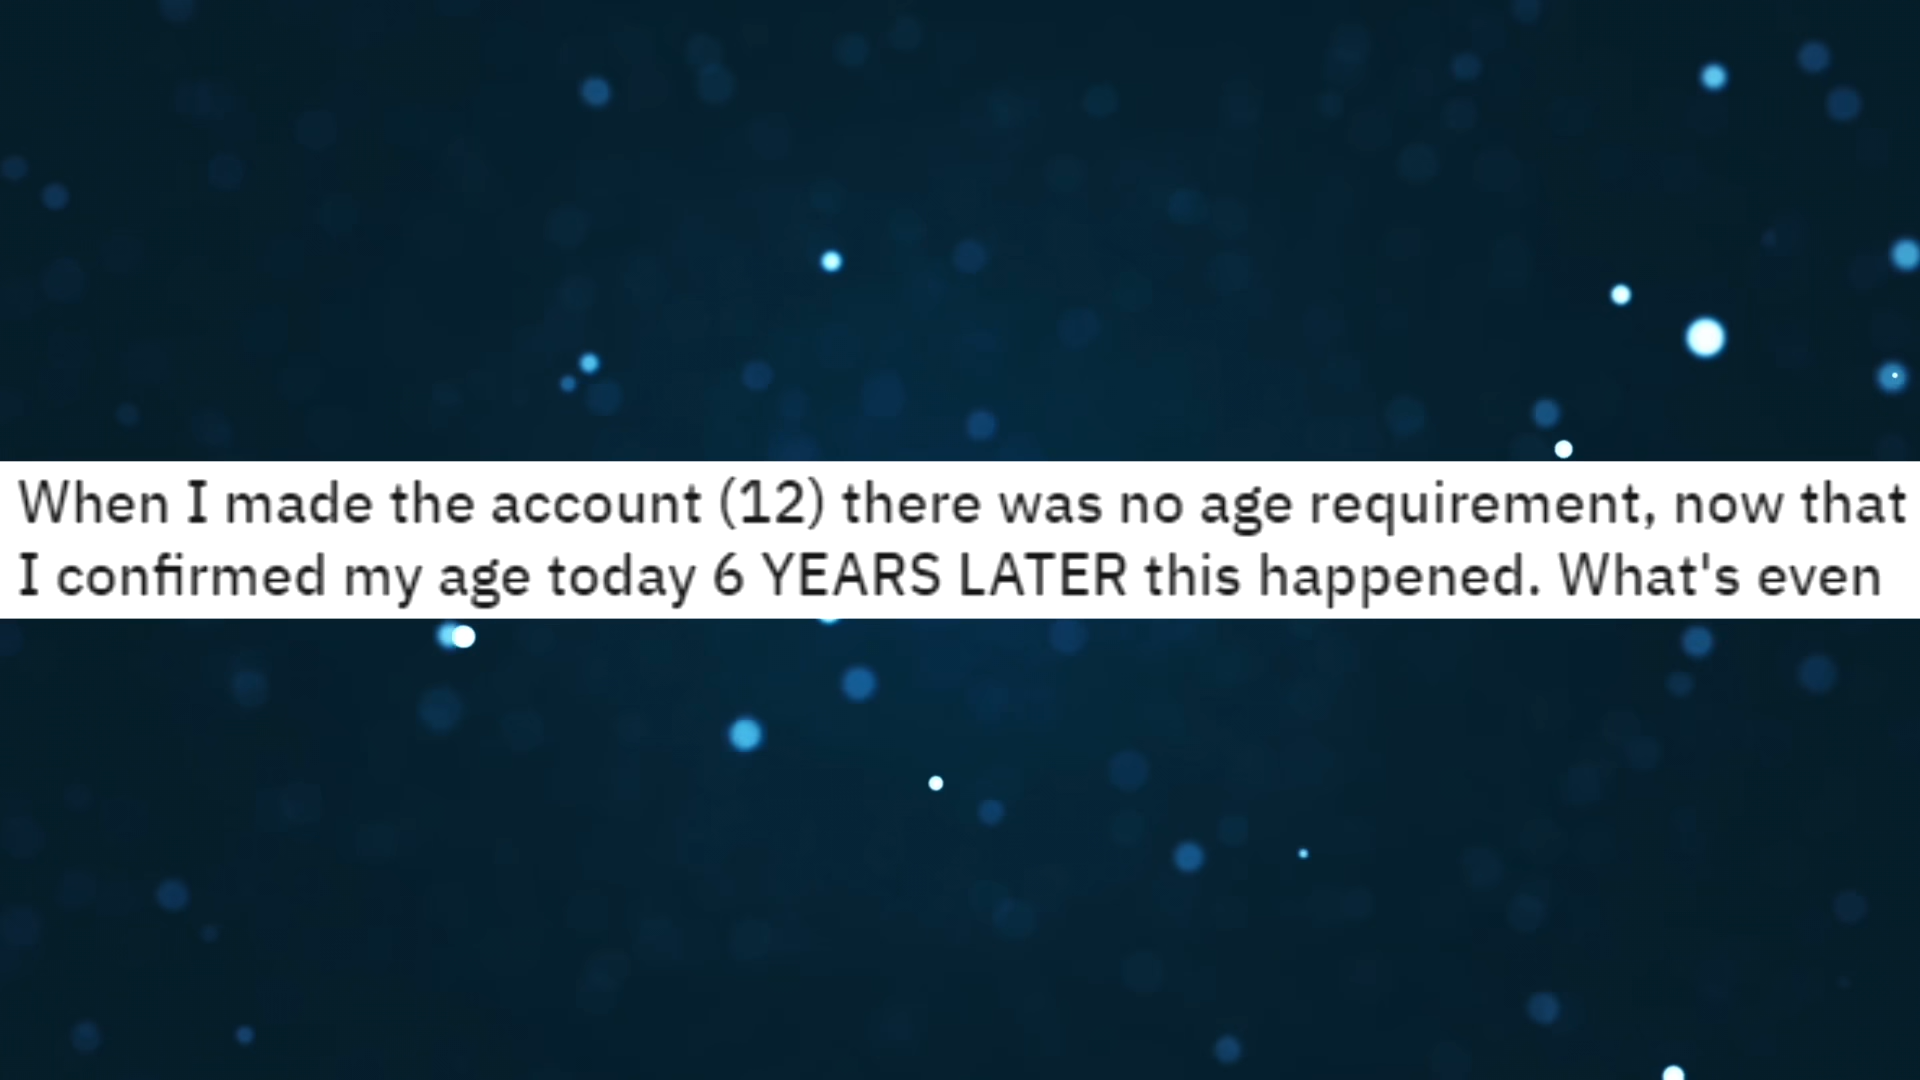 When I made the account (12) there was no age requirement, now that
I confirmed my age today 6 YEARS LATER this happened. What's even